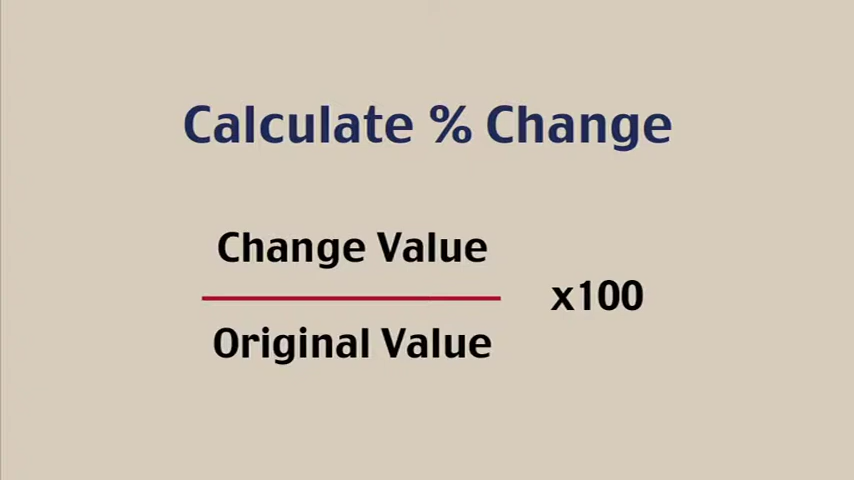 Calculate % Change
Change Value
x100
Original Value